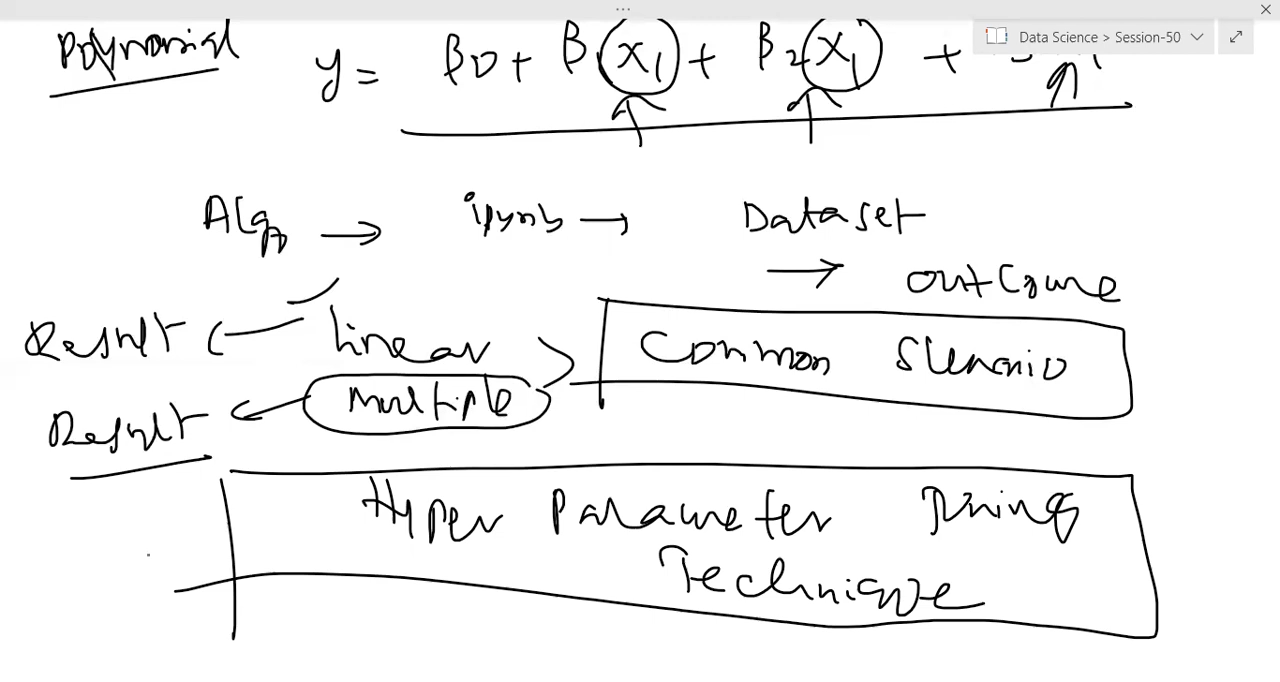 Data Science > Session-50
Polynomial y = β0 + β1(x1) + β2(x1) +
Algo → ipynb → Dataset
→ outcome
Result ← Linear
Common Scenario
Result ← Multiple
Hyper Parameter Tuning
Technique